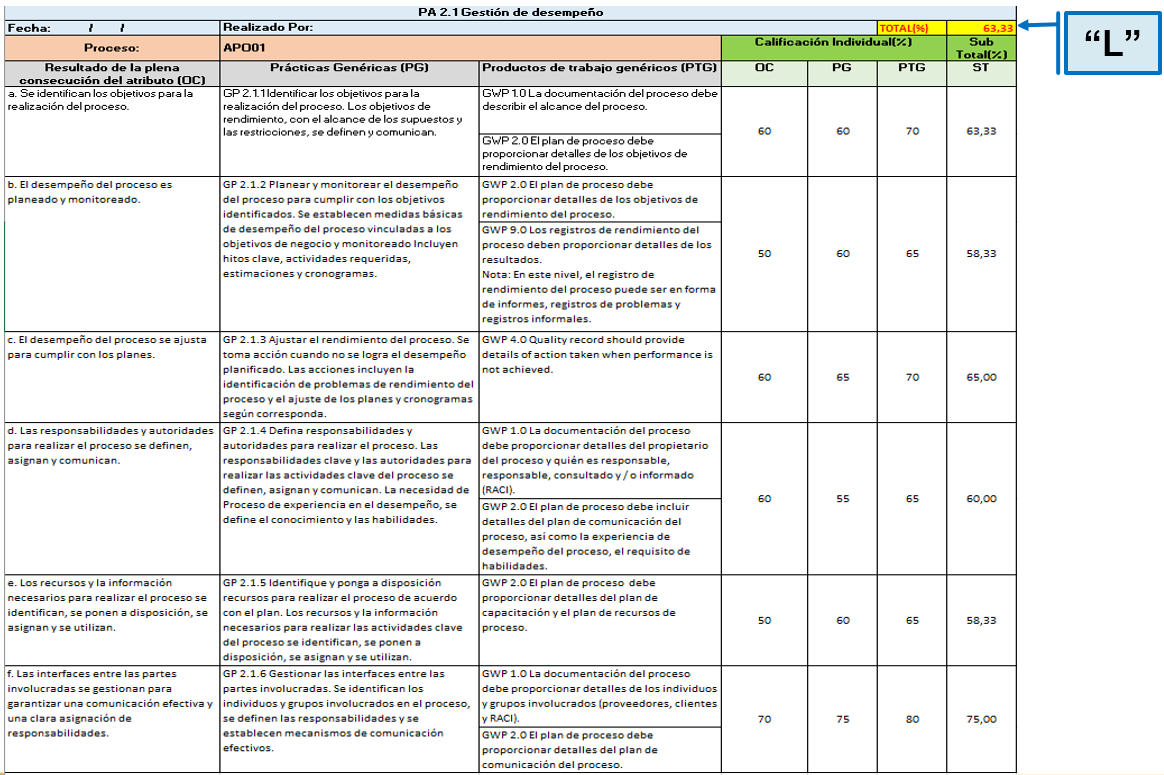 PA 2.1 Gestión de desempeño
Fecha: / /
Realizado Por:
TOTAL(%)
63,33
“L”
Proceso:
APO01
Calificación Individual(%)
Sub
Total(%)
Resultado de la plena
consecución del atributo (OC)
Prácticas Genéricas (PG)
Productos de trabajo genéricos (PTG)
OC
PG
PTG
ST
a. Se identifican los objetivos para la
realización del proceso.
GP 2.1.1 Identificar los objetivos para la
realización del proceso. Los objetivos de
rendimiento, con el alcance de los supuestos y
las restricciones, se definen y comunican.
GWP 1.0 La documentación del proceso debe
describir el alcance del proceso.
GWP 2.0 El plan de proceso debe
proporcionar detalles de los objetivos de
rendimiento del proceso.
60
60
70
63,33
b. El desempeño del proceso es
planeado y monitoreado.
GP 2.1.2 Planear y monitorear el desempeño
del proceso para cumplir con los objetivos
identificados. Se establecen medidas básicas
de desempeño del proceso vinculadas a los
objetivos de negocio y monitoreado Incluyen
hitos clave, actividades requeridas,
estimaciones y cronogramas.
GWP 2.0 El plan de proceso debe
proporcionar detalles de los objetivos de
rendimiento del proceso.
GWP 9.0 Los registros de rendimiento del
proceso deben proporcionar detalles de los
resultados.
Nota: En este nivel, el registro de
rendimiento del proceso puede ser en forma
de informes, registros de problemas y
registros informales.
50
60
65
58,33
c. El desempeño del proceso se ajusta
para cumplir con los planes.
GP 2.1.3 Ajustar el rendimiento del proceso. Se
toma acción cuando no se logra el desempeño
planificado. Las acciones incluyen la
identificación de problemas de rendimiento del
proceso y el ajuste de los planes y cronogramas
según corresponda.
GWP 4.0 Quality record should provide
details of action taken when performance is
not achieved.
60
65
70
65,00
d. Las responsabilidades y autoridades
para realizar el proceso se definen,
asignan y comunican.
GP 2.1.4 Defina responsabilidades y
autoridades para realizar el proceso. Las
responsabilidades clave y las autoridades para
realizar las actividades clave del proceso se
definen, asignan y comunican. La necesidad de
Proceso de experiencia en el desempeño, se
define el conocimiento y las habilidades.
GWP 1.0 La documentación del proceso
debe proporcionar detalles del propietario
del proceso y quién es responsable,
responsable, consultado y / o informado
(RACI).
GWP 2.0 El plan de proceso debe incluir
detalles del plan de comunicación del
proceso, así como la experiencia de
desempeño del proceso, el requisito de
habilidades.
60
55
65
60,00
e. Los recursos y la información
necesarios para realizar el proceso se
identifican, se ponen a disposición, se
asignan y se utilizan.
GP 2.1.5 Identifique y ponga a disposición
recursos para realizar el proceso de acuerdo
con el plan. Los recursos y la información
necesarios para realizar las actividades clave
del proceso se identifican, se ponen a
disposición, se asignan y se utilizan.
GWP 2.0 El plan de proceso debe
proporcionar detalles del plan de
capacitación y el plan de recursos de
proceso.
50
60
65
58,33
f. Las interfaces entre las partes
involucradas se gestionan para
garantizar una comunicación efectiva y
una clara asignación de
responsabilidades.
GP 2.1.6 Gestionar las interfaces entre las
partes involucradas. Se identifican los
individuos y grupos involucrados en el proceso,
se definen las responsabilidades y se
establecen mecanismos de comunicación
efectivos.
GWP 1.0 La documentación del proceso
debe proporcionar detalles de los individuos
y grupos involucrados (proveedores, clientes
y RACI).
GWP 2.0 El plan de proceso debe
proporcionar detalles del plan de
comunicación del proceso.
70
75
80
75,00